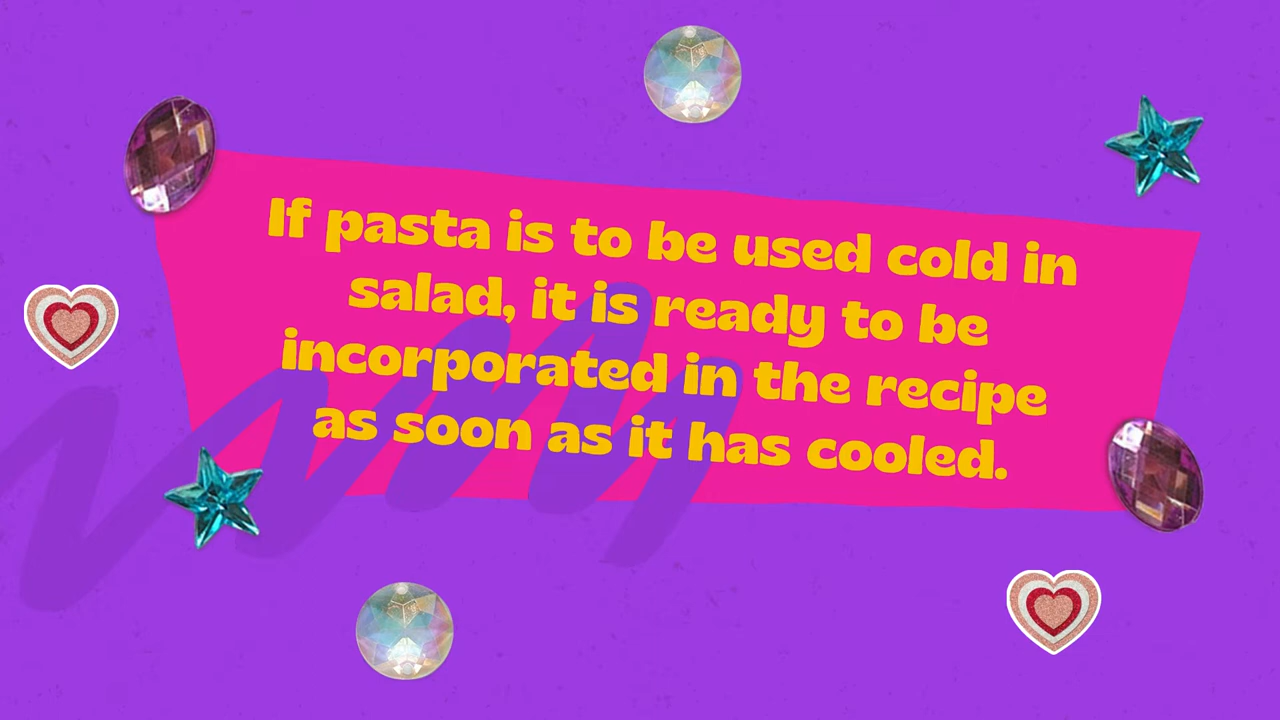 If pasta is to be used cold in
salad, it is ready to be
incorporated in the recipe
as soon as it has cooled.